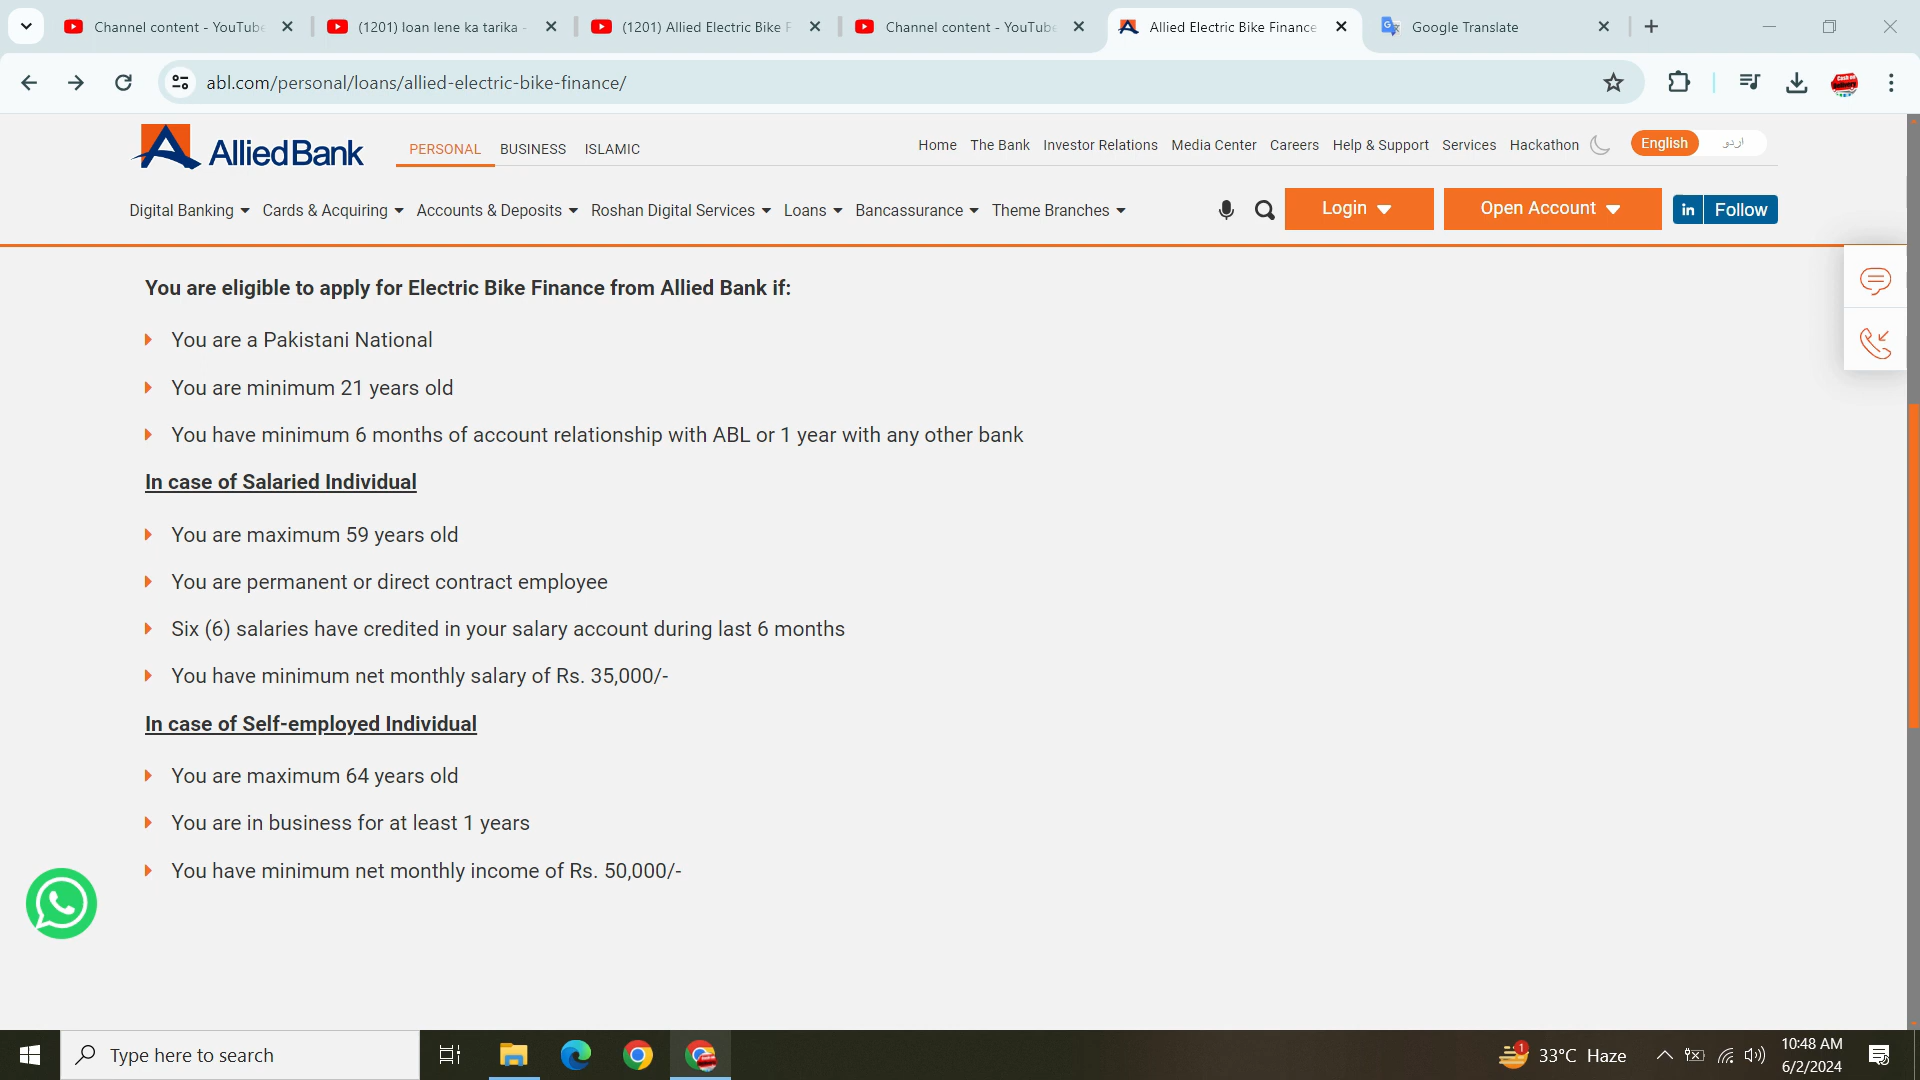 Channel content - YouTube
(1201) loan lene ka tarika -
(1201) Allied Electric Bike F
Channel content - YouTube
Allied Electric Bike Finance
Google Translate
abl.com/personal/loans/allied-electric-bike-finance/
Allied Bank
PERSONAL BUSINESS ISLAMIC
Home The Bank Investor Relations Media Center Careers Help & Support Services Hackathon
English اردو
Digital Banking Cards & Acquiring Accounts & Deposits Roshan Digital Services Loans Bancassurance Theme Branches
Login Open Account in Follow
You are eligible to apply for Electric Bike Finance from Allied Bank if:
You are a Pakistani National
You are minimum 21 years old
You have minimum 6 months of account relationship with ABL or 1 year with any other bank
In case of Salaried Individual
You are maximum 59 years old
You are permanent or direct contract employee
Six (6) salaries have credited in your salary account during last 6 months
You have minimum net monthly salary of Rs. 35,000/-
In case of Self-employed Individual
You are maximum 64 years old
You are in business for at least 1 years
You have minimum net monthly income of Rs. 50,000/-
Type here to search
1
33°C Haze
10:48 AM
6/2/2024